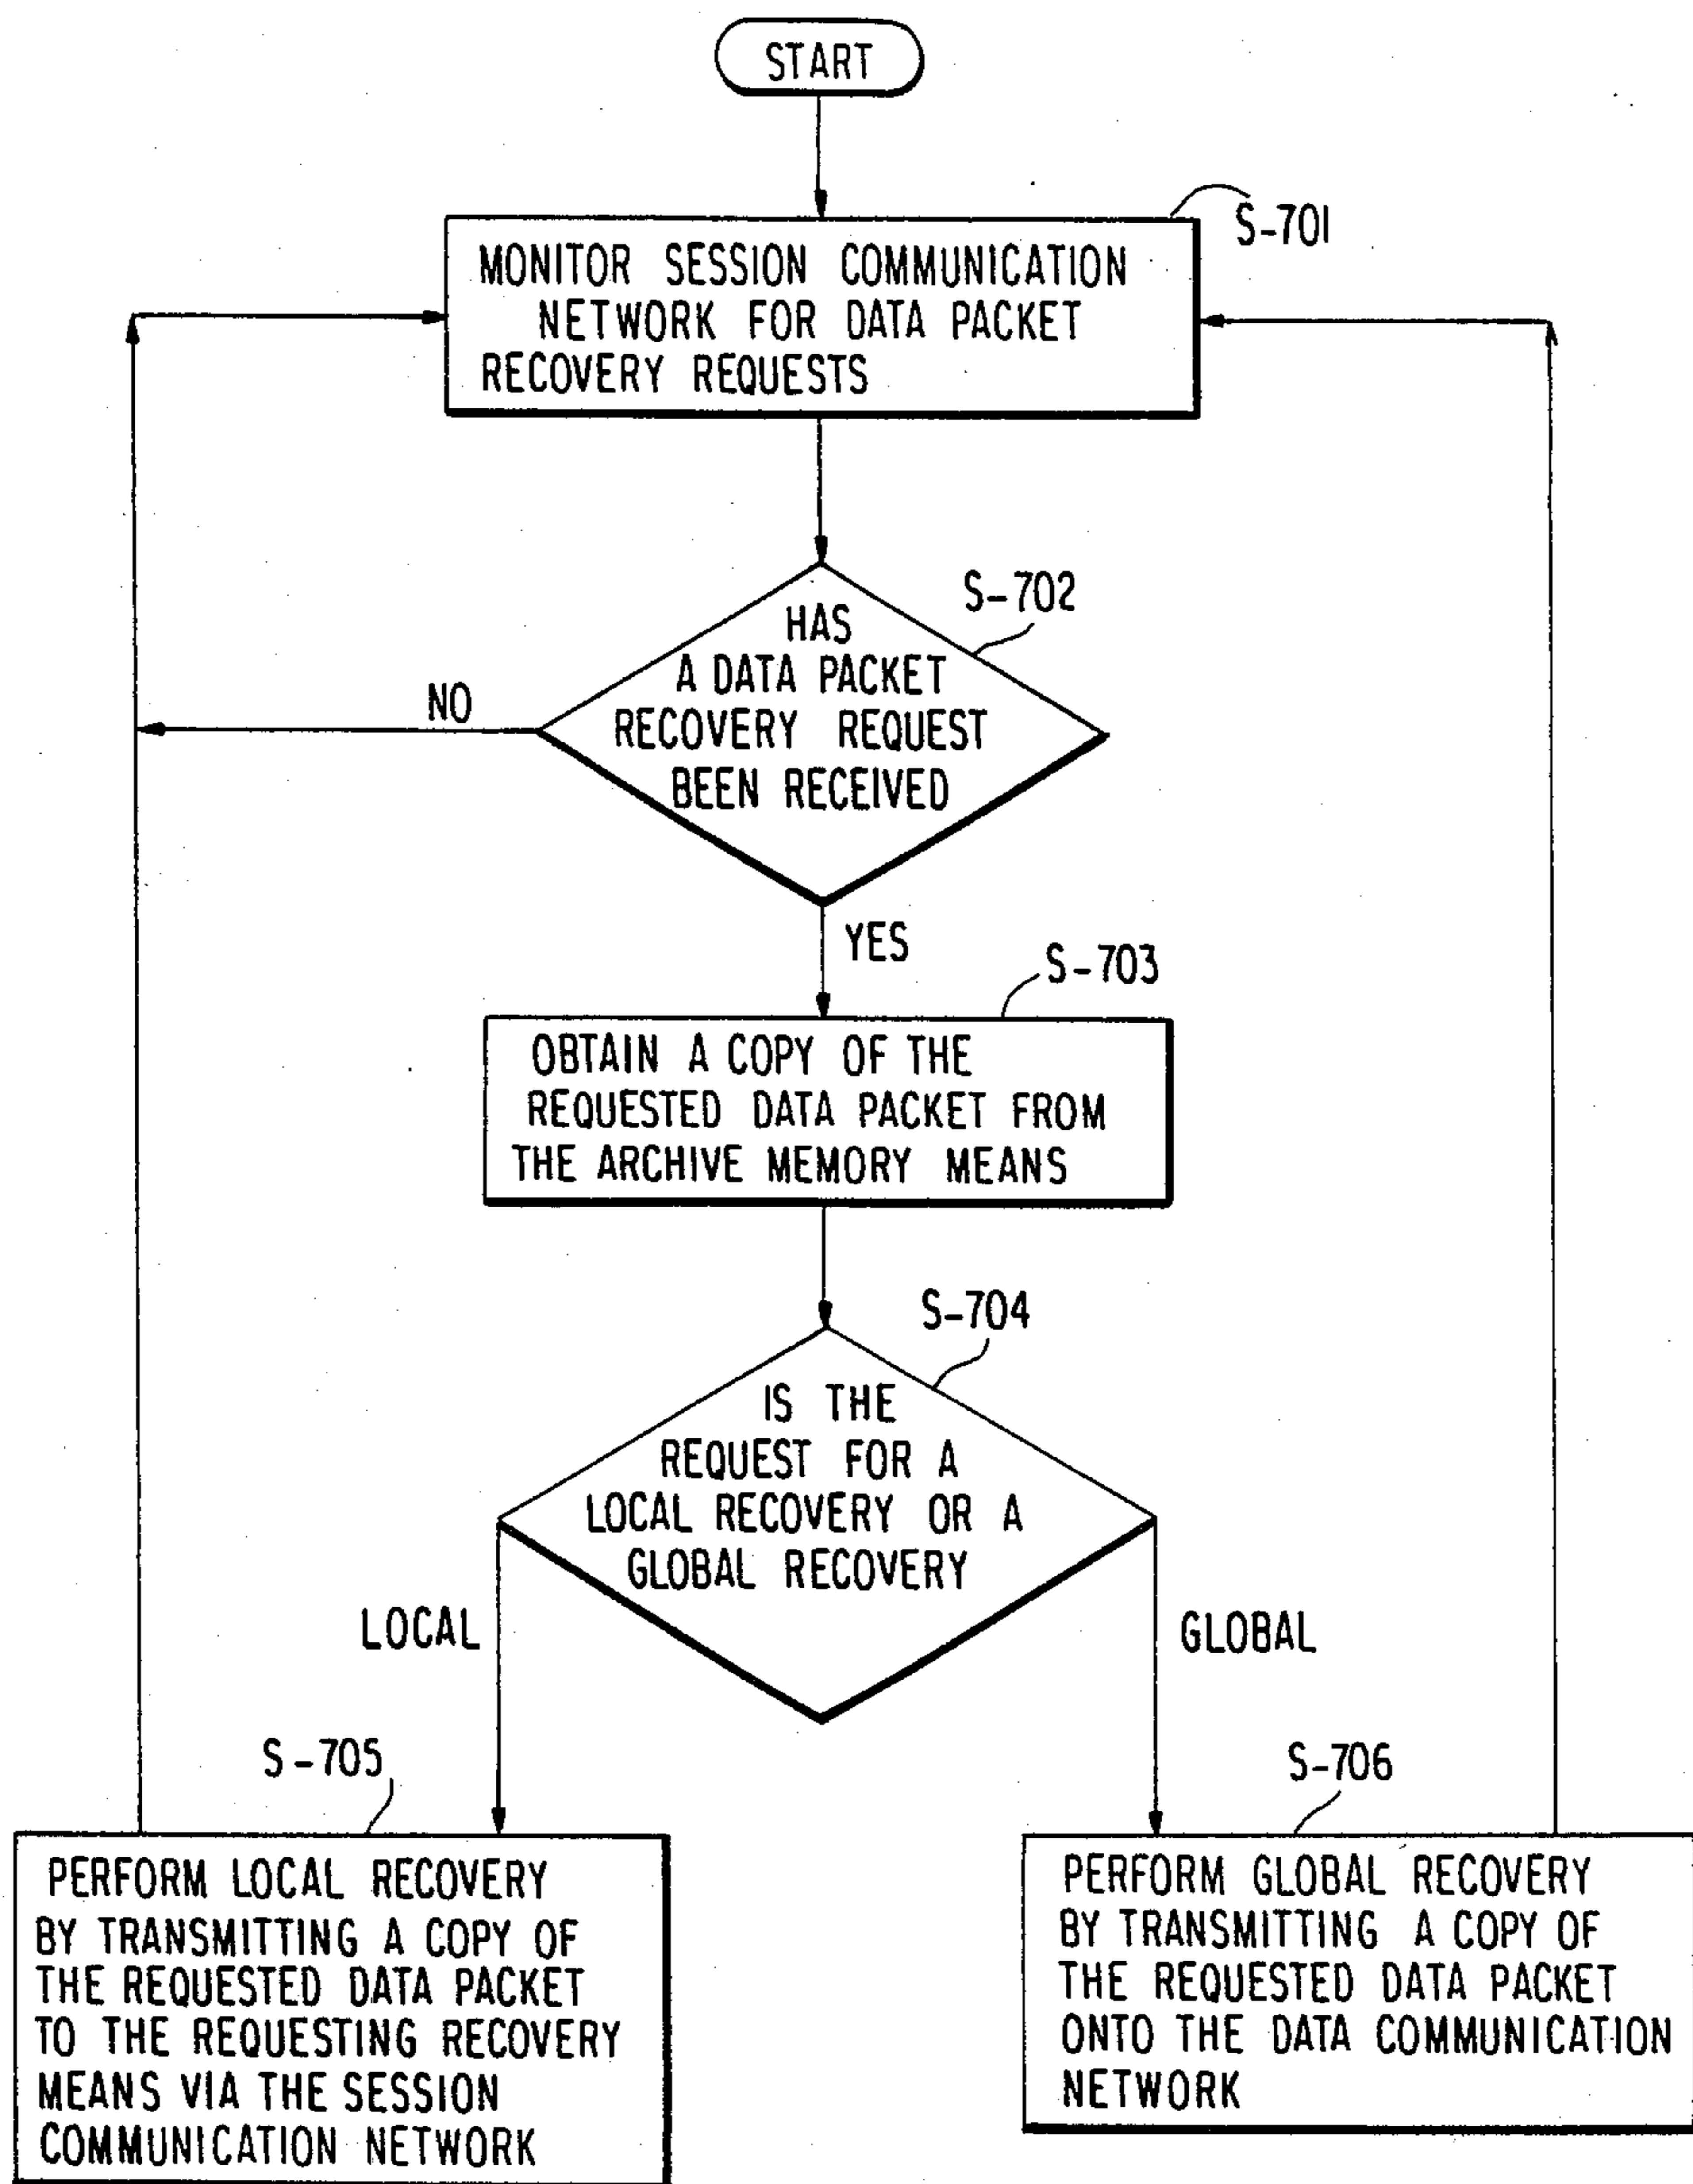 START
S-701
MONITOR SESSION COMMUNICATION
NETWORK FOR DATA PACKET
RECOVERY REQUESTS
S-702
HAS
A DATA PACKET
RECOVERY REQUEST
BEEN RECEIVED
NO
YES
S-703
OBTAIN A COPY OF THE
REQUESTED DATA PACKET FROM
THE ARCHIVE MEMORY MEANS
S-704
IS THE
REQUEST FOR A
LOCAL RECOVERY OR A
GLOBAL RECOVERY
LOCAL
GLOBAL
S-705
PERFORM LOCAL RECOVERY
BY TRANSMITTING A COPY OF
THE REQUESTED DATA PACKET
TO THE REQUESTING RECOVERY
MEANS VIA THE SESSION
COMMUNICATION NETWORK
S-706
PERFORM GLOBAL RECOVERY
BY TRANSMITTING A COPY OF
THE REQUESTED DATA PACKET
ONTO THE DATA COMMUNICATION
NETWORK